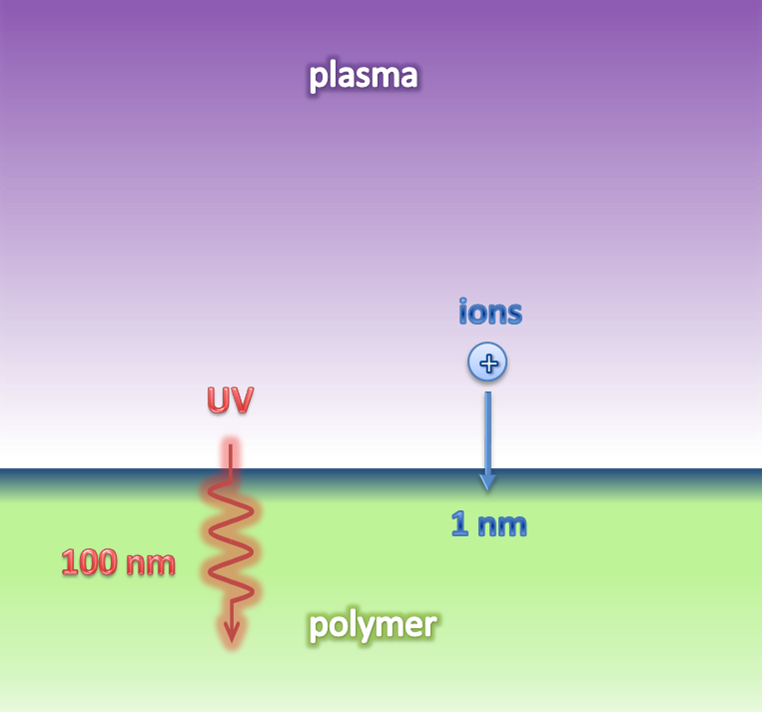 plasma
ions
+
UV
1 nm
100 nm
polymer